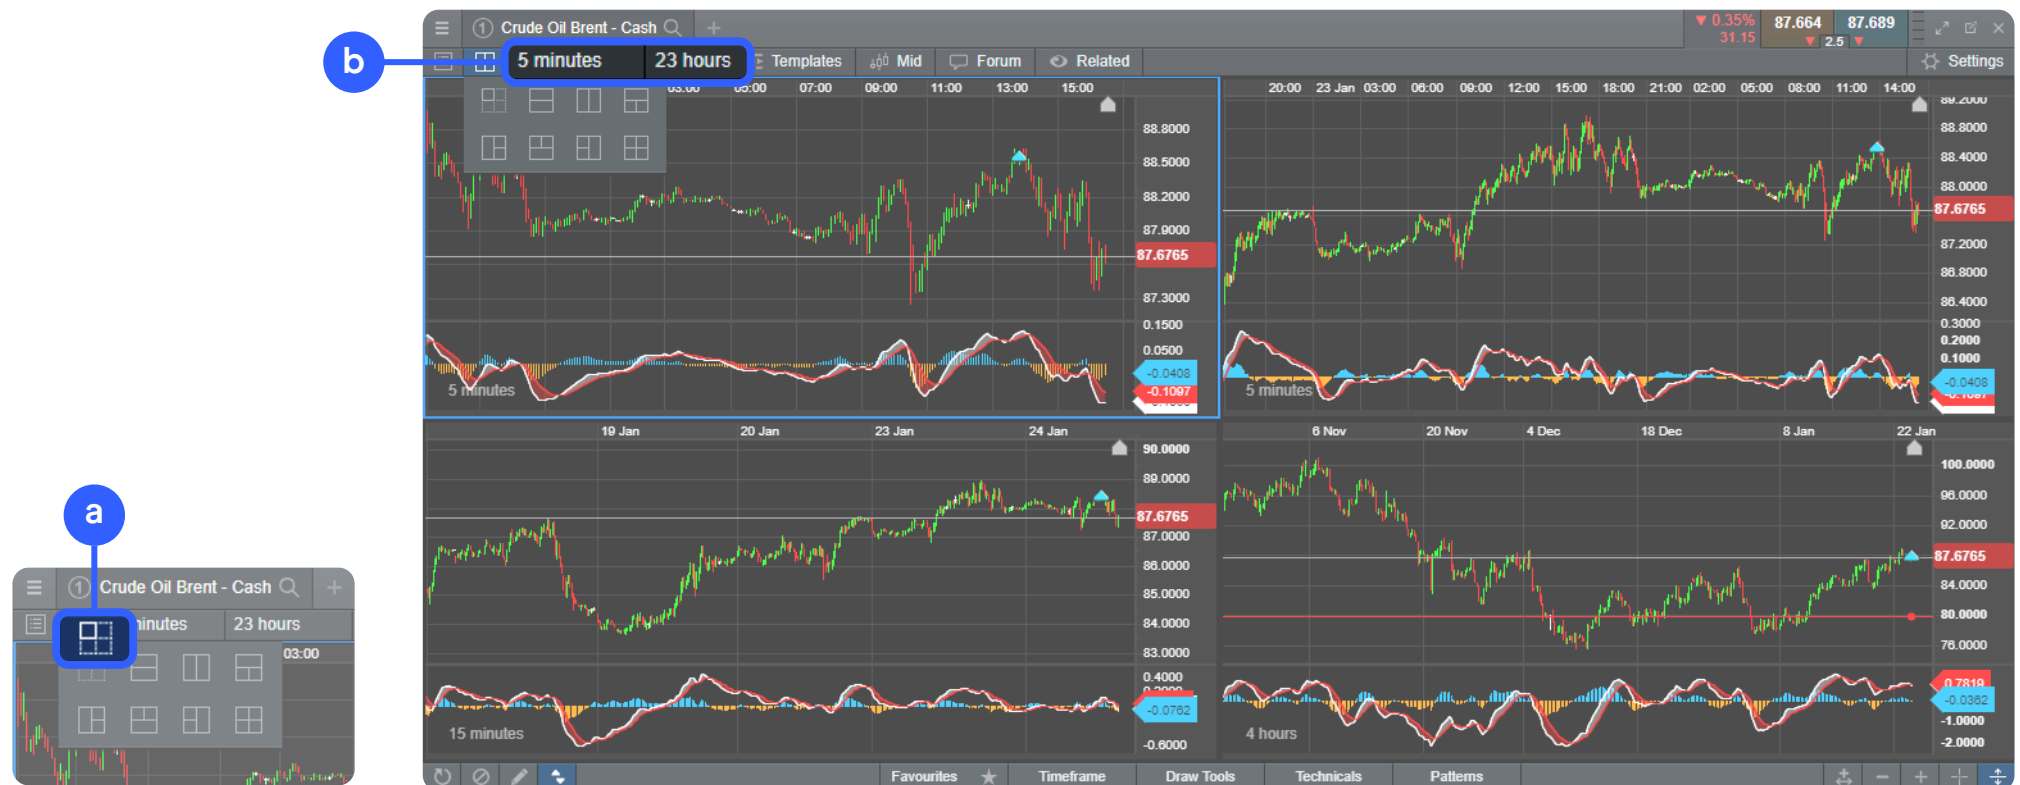 b
1 Crude Oil Brent - Cash
0.35% 31.15 87.664 87.689 2.5
5 minutes 23 hours Templates Mid Forum Related Settings
03:00 05:00 07:00 09:00 11:00 13:00 15:00
88.8000
88.5000
88.2000
87.9000
87.6765
87.3000
0.1500
0.0500
-0.0408
-0.1097
5 minutes
20:00 23 Jan 03:00 06:00 09:00 12:00 15:00 18:00 21:00 02:00 05:00 08:00 11:00 14:00
89.2000
88.8000
88.4000
88.0000
87.6765
87.2000
86.8000
86.4000
0.3000
0.2000
0.1000
-0.0408
-0.1097
5 minutes
19 Jan 20 Jan 23 Jan 24 Jan
90.0000
89.0000
87.6765
87.0000
86.0000
85.0000
84.0000
83.0000
0.4000
-0.0762
-0.6000
15 minutes
6 Nov 20 Nov 4 Dec 18 Dec 8 Jan 22 Jan
100.0000
96.0000
92.0000
87.6765
84.0000
80.0000
76.0000
0.7819
-0.0362
-1.0000
-2.0000
4 hours
Favourites Timeframe Draw Tools Technicals Patterns
a
1 Crude Oil Brent - Cash
inutes 23 hours
03:00